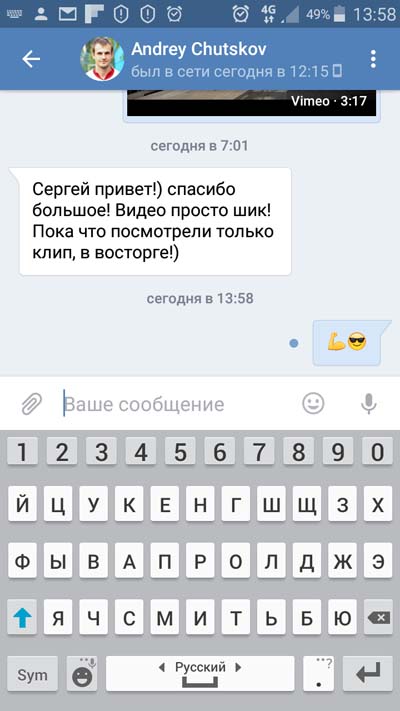 4G 49% 13:58
Andrey Chutskov
был в сети сегодня в 12:15
Vimeo · 3:17
сегодня в 7:01
Сергей привет!) спасибо
большое! Видео просто шик!
Пока что посмотрели только
клип, в восторге!)
сегодня в 13:58
Ваше сообщение
1 2 3 4 5 6 7 8 9 0
Й Ц У К Е Н Г Ш Щ З Х
Ф Ы В А П Р О Л Д Ж Э
Я Ч С М И Т Ь Б Ю
Sym Русский . ...?